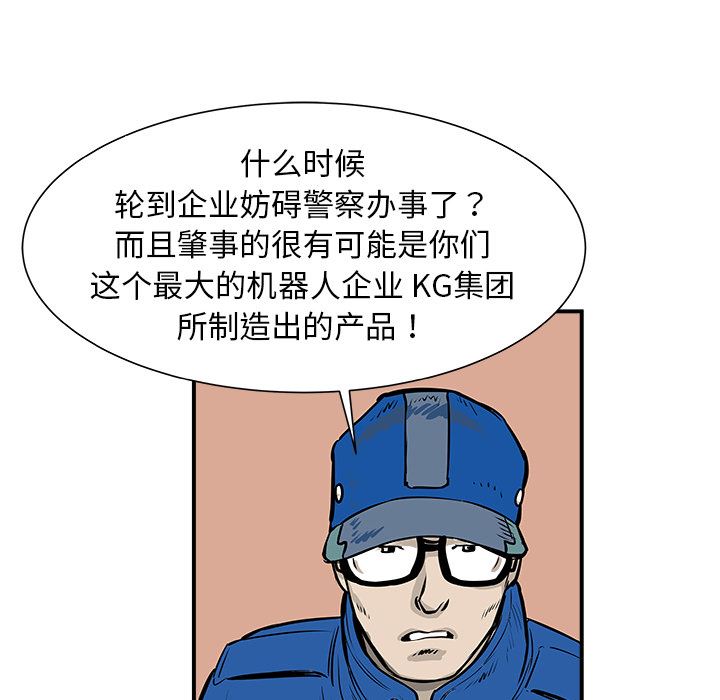 什么时候
轮到企业妨碍警察办事了？
而且肇事的很有可能是你们
这个最大的机器人企业 KG集团
所制造出的产品！